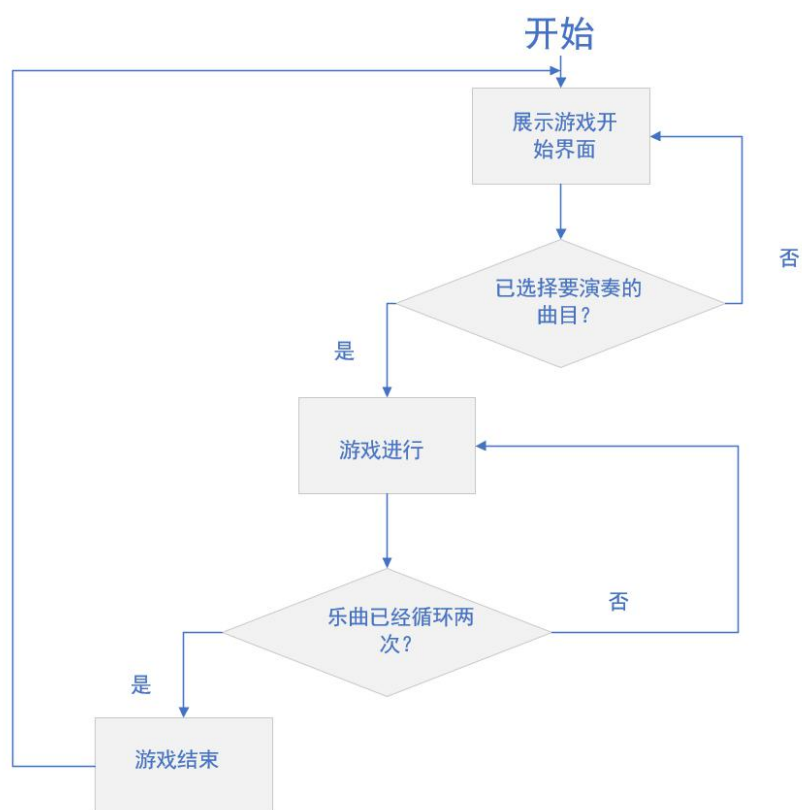 开始
展示游戏开
始界面
否
已选择要演奏的
曲目？
是
游戏进行
否
乐曲已经循环两
次？
是
游戏结束